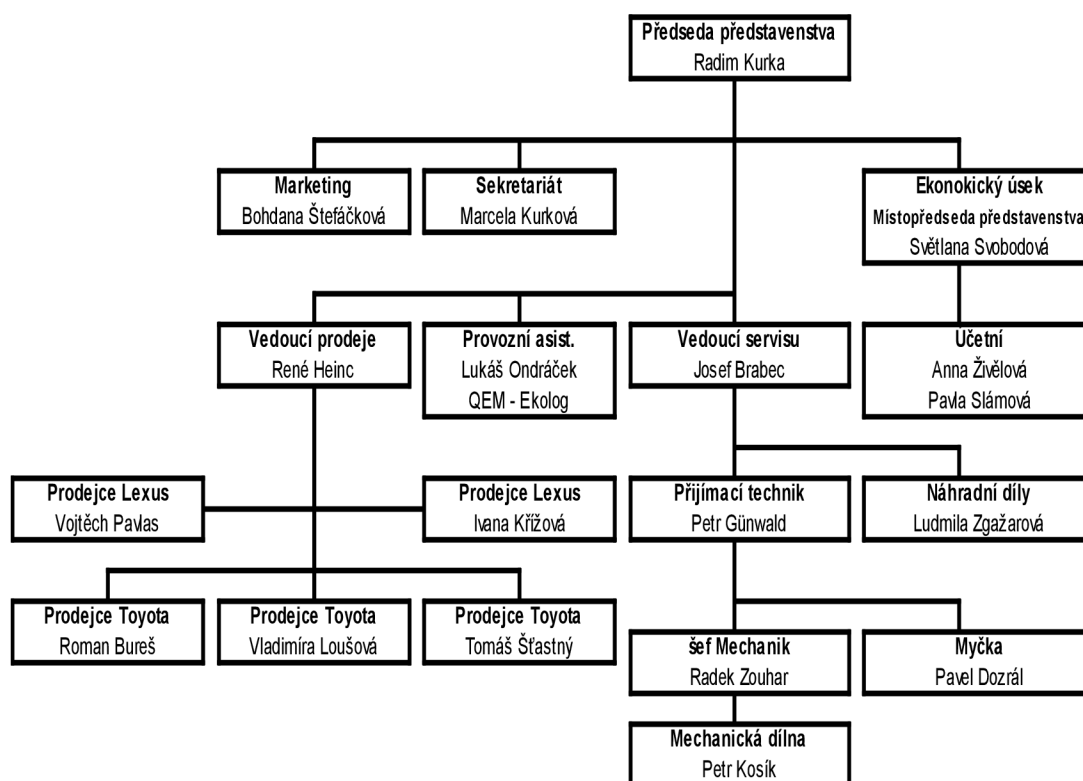 Předseda představenstva
Radim Kurka
Marketing
Bohdana Štefáčková
Sekretariát
Marcela Kurková
Ekonokický úsek
Místopředseda představenstva
Světlana Svobodová
Vedoucí prodeje
René Heinc
Provozní asist.
Lukáš Ondráček
QEM - Ekolog
Vedoucí servisu
Josef Brabec
Účetní
Anna Živělová
Pavla Slámová
Prodejce Lexus
Vojtěch Pavlas
Prodejce Lexus
Ivana Křížová
Přijímací technik
Petr Günwald
Náhradní díly
Ludmila Zgažarová
Prodejce Toyota
Roman Bureš
Prodejce Toyota
Vladimíra Loušová
Prodejce Toyota
Tomáš Šťastný
šéf Mechanik
Radek Zouhar
Myčka
Pavel Dozrál
Mechanická dílna
Petr Kosík